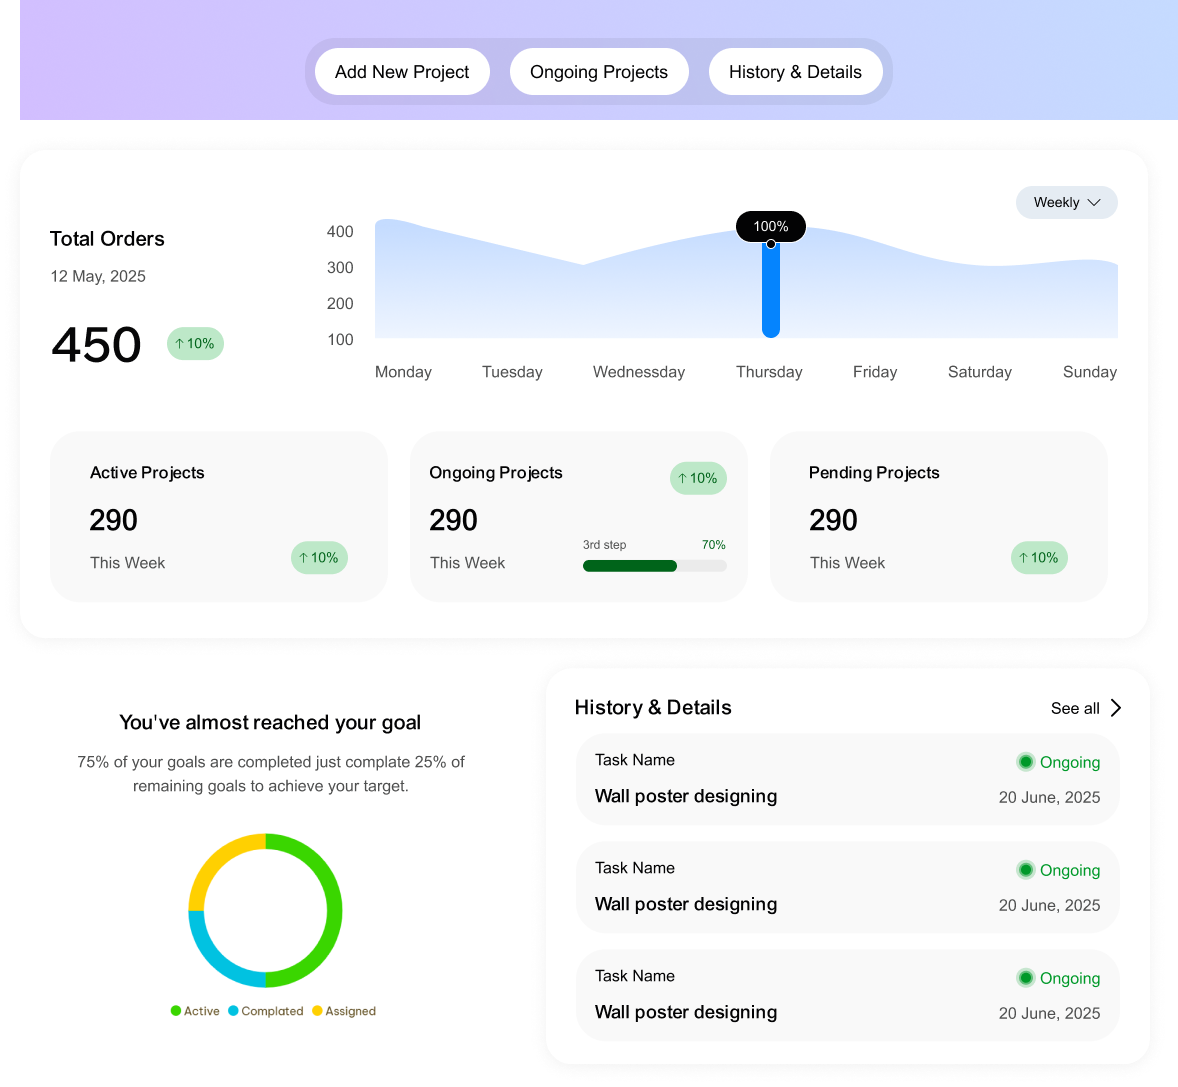 Add New Project
Ongoing Projects
History & Details
Weekly
Total Orders
12 May, 2025
450
↑ 10%
400
300
200
100
100%
Monday
Tuesday
Wednessday
Thursday
Friday
Saturday
Sunday
Active Projects
290
This Week
↑ 10%
Ongoing Projects
↑ 10%
290
This Week
3rd step
70%
Pending Projects
290
This Week
↑ 10%
You've almost reached your goal
75% of your goals are completed just complate 25% of
remaining goals to achieve your target.
Active
Complated
Assigned
History & Details
See all
Task Name
Ongoing
Wall poster designing
20 June, 2025
Task Name
Ongoing
Wall poster designing
20 June, 2025
Task Name
Ongoing
Wall poster designing
20 June, 2025